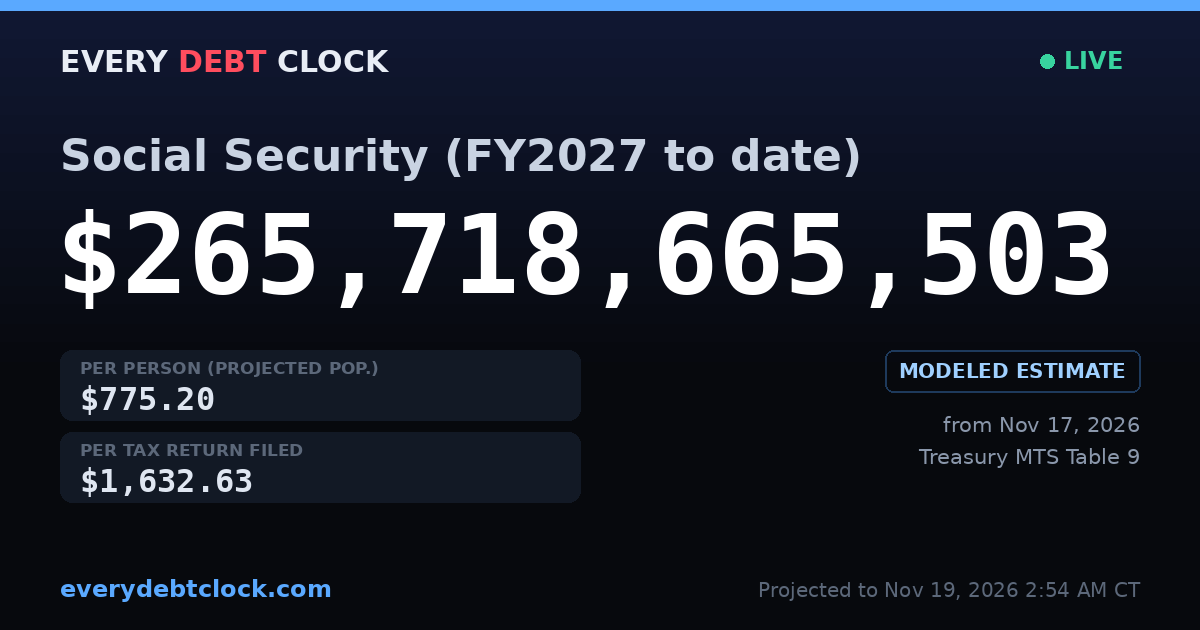 EVERY DEBT CLOCK
LIVE
Social Security (FY2027 to date)
$265,718,665,503
PER PERSON (PROJECTED POP.)
$775.20
PER TAX RETURN FILED
$1,632.63
MODELED ESTIMATE
from Nov 17, 2026
Treasury MTS Table 9
everydebtclock.com
Projected to Nov 19, 2026 2:54 AM CT